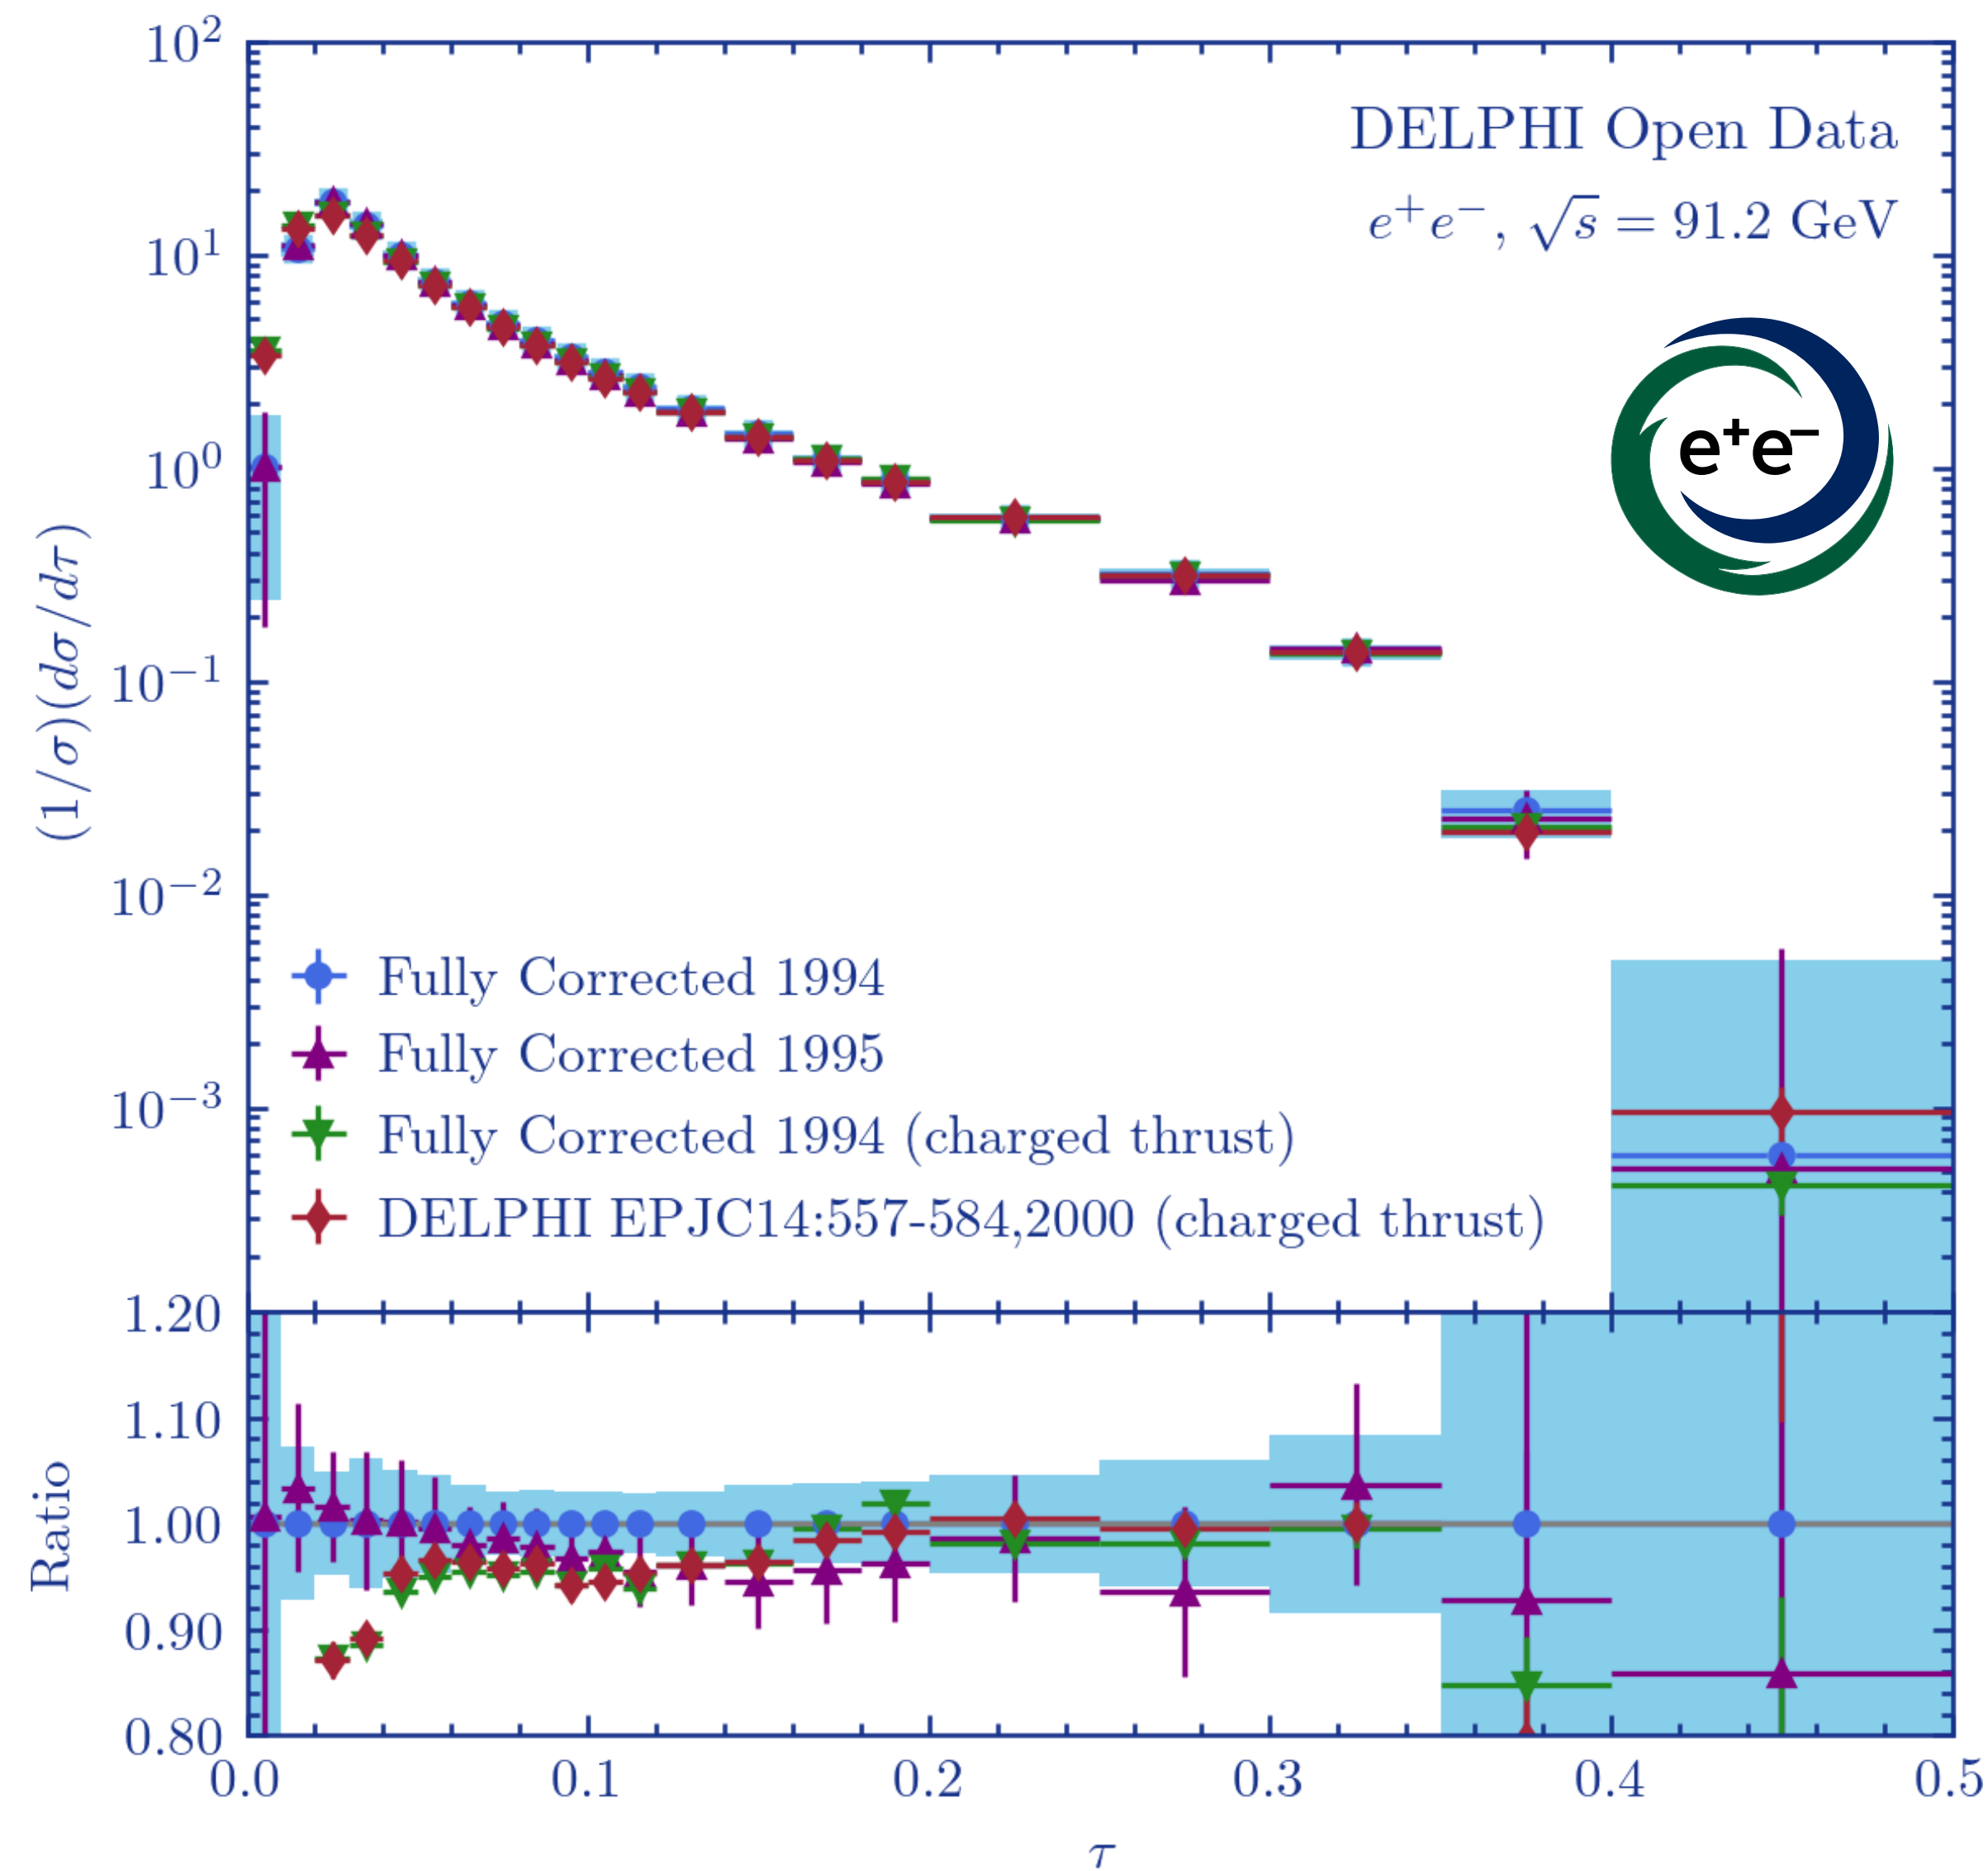 10²
10¹
10⁰
10⁻¹
10⁻²
10⁻³
(1/σ)(dσ/dτ)
DELPHI Open Data
e⁺e⁻, √s = 91.2 GeV
e⁺e⁻
Fully Corrected 1994
Fully Corrected 1995
Fully Corrected 1994 (charged thrust)
DELPHI EPJC14:557-584,2000 (charged thrust)
1.20
1.10
1.00
0.90
0.80
Ratio
0.0 0.1 0.2 0.3 0.4 0.5
τ